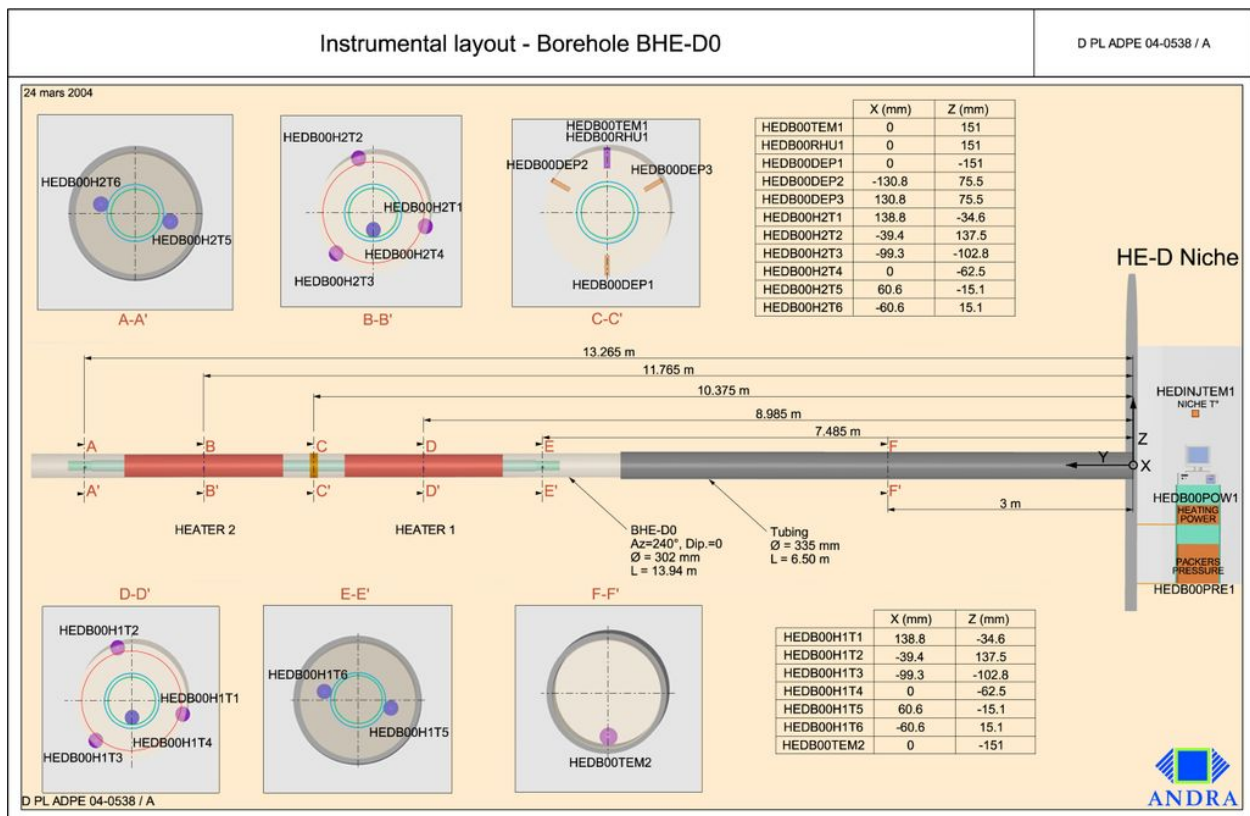 Instrumental layout - Borehole BHE-D0
D PL ADPE 04-0538 / A
24 mars 2004
HEDB00H2T6
HEDB00H2T5
A-A'
HEDB00H2T2
HEDB00H2T1
HEDB00H2T4
HEDB00H2T3
B-B'
HEDB00TEM1
HEDB00RHU1
HEDB00DEP2
HEDB00DEP3
HEDB00DEP1
C-C'
X (mm) Z (mm)
HEDB00TEM1 0 151
HEDB00RHU1 0 151
HEDB00DEP1 0 -151
HEDB00DEP2 -130.8 75.5
HEDB00DEP3 130.8 75.5
HEDB00H2T1 138.8 -34.6
HEDB00H2T2 -39.4 137.5
HEDB00H2T3 -99.3 -102.8
HEDB00H2T4 0 -62.5
HEDB00H2T5 60.6 -15.1
HEDB00H2T6 -60.6 15.1
HE-D Niche
13.265 m
11.765 m
10.375 m
8.985 m
7.485 m
HEDINJTEM1
NICHE T°
A B C D E F
Z
Y
X
A' B' C' D' E' F'
3 m
HEDB00POW1
HEATING
POWER
PACKERS
PRESSURE
HEDB00PRE1
HEATER 2
HEATER 1
BHE-D0
Az=240°, Dip.=0
Ø = 302 mm
L = 13.94 m
Tubing
Ø = 335 mm
L = 6.50 m
D-D'
HEDB00H1T2
HEDB00H1T1
HEDB00H1T4
HEDB00H1T3
E-E'
HEDB00H1T6
HEDB00H1T5
F-F'
HEDB00TEM2
X (mm) Z (mm)
HEDB00H1T1 138.8 -34.6
HEDB00H1T2 -39.4 137.5
HEDB00H1T3 -99.3 -102.8
HEDB00H1T4 0 -62.5
HEDB00H1T5 60.6 -15.1
HEDB00H1T6 -60.6 15.1
HEDB00TEM2 0 -151
ANDRA
D PL ADPE 04-0538 / A